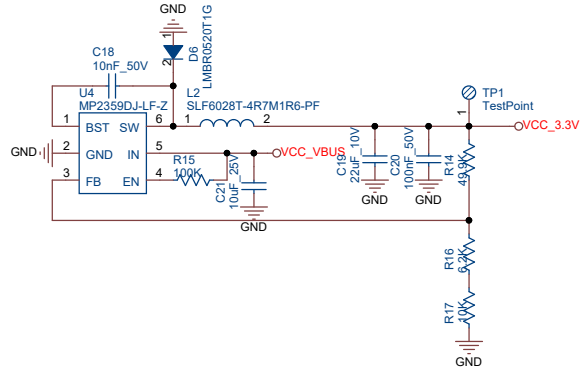 GND
1
2
D6
LMBR0520T1G
C18
10nF_50V
U4
MP2359DJ-LF-Z
L2
SLF6028T-4R7M1R6-PF
TP1
TestPoint
1
1
BST
SW
6
1
2
VCC_3.3V
GND
2
GND
IN
5
VCC_VBUS
3
FB
EN
4
R15
100K
C21
10uF_25V
GND
C19
22uF_10V
GND
C20
100nF_50V
GND
R14
49.9K
R16
6.2K
R17
10K
GND